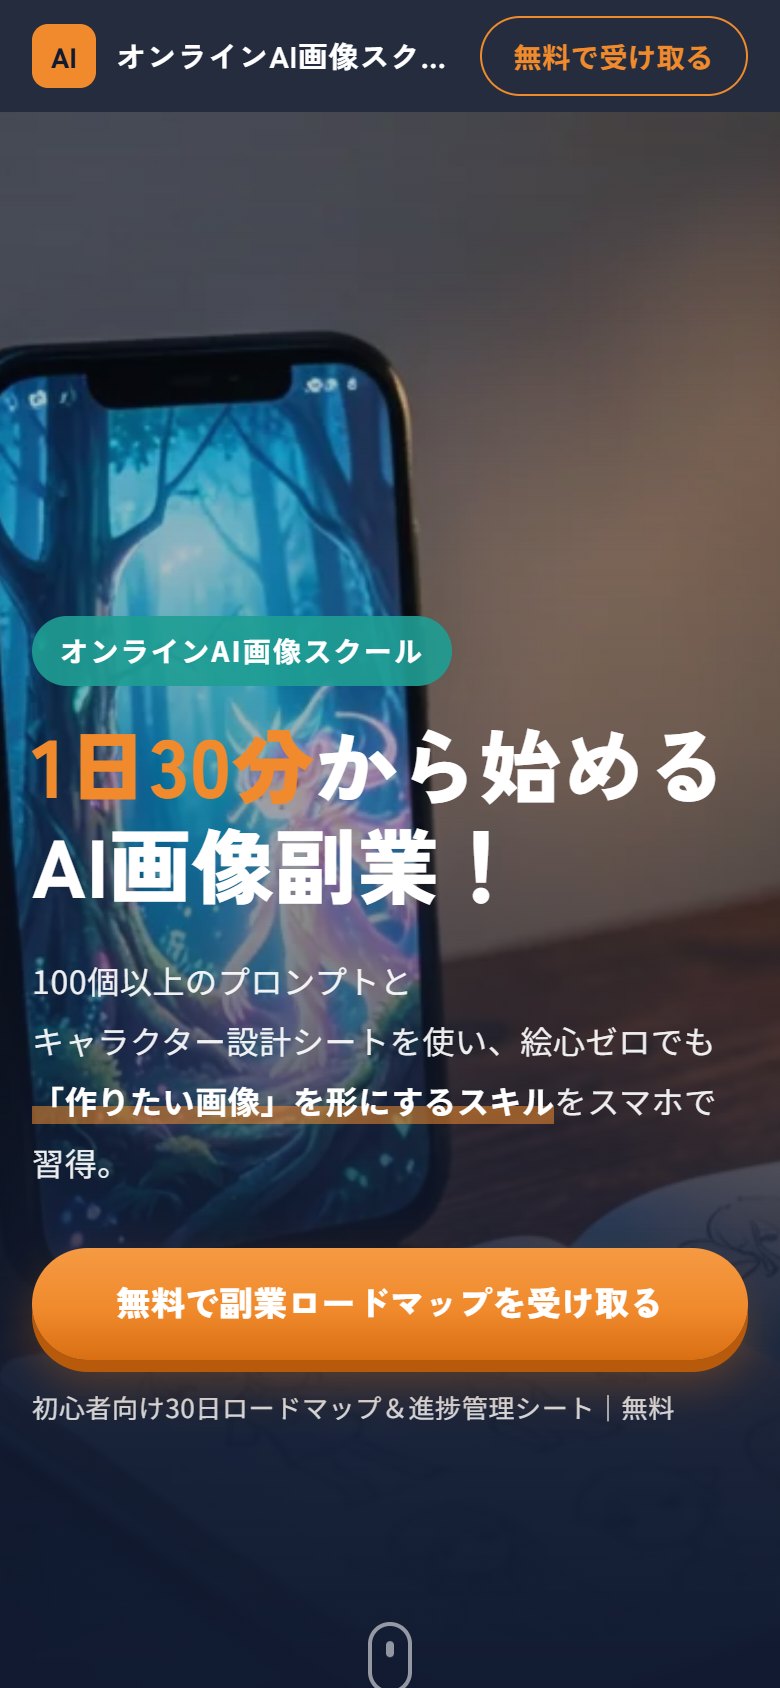 AI
オンラインAI画像スク...
無料で受け取る
オンラインAI画像スクール
1日30分から始める
AI画像副業！
100個以上のプロンプトと
キャラクター設計シートを使い、絵心ゼロでも
「作りたい画像」を形にするスキルをスマホで
習得。
無料で副業ロードマップを受け取る
初心者向け30日ロードマップ＆進捗管理シート｜無料